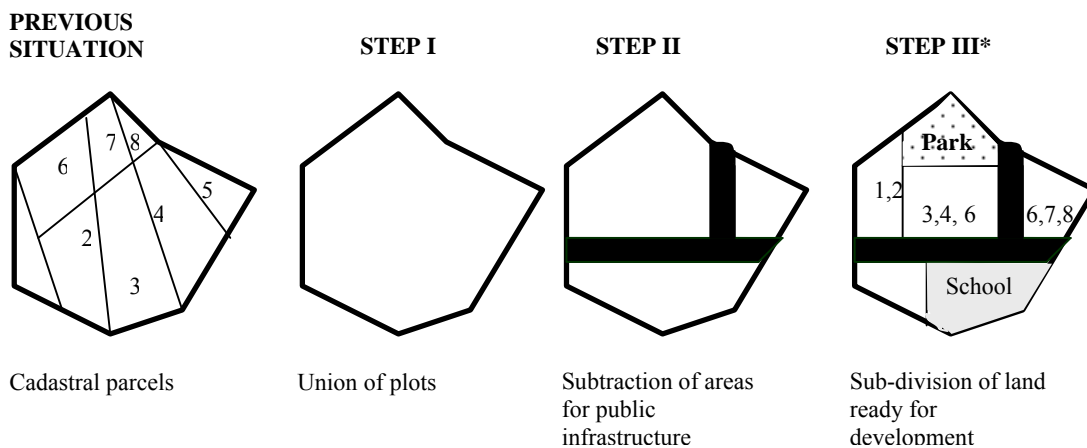 PREVIOUS
SITUATION
STEP I
STEP II
STEP III*
6
7
8
5
2
4
3
Park
1,2
3,4, 6
6,7,8
School
Cadastral parcels
Union of plots
Subtraction of areas
for public
infrastructure
Sub-division of land
ready for
development